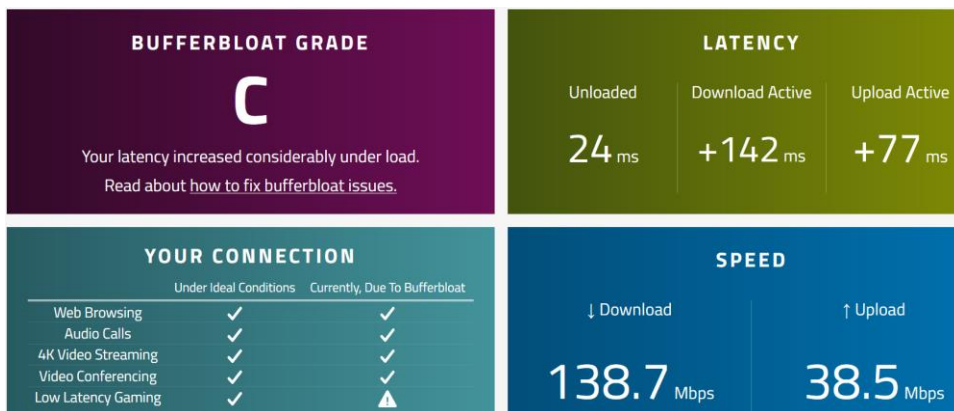 BUFFERBLOAT GRADE
C
Your latency increased considerably under load.
Read about how to fix bufferbloat issues.
LATENCY
Unloaded Download Active Upload Active
24 ms +142 ms +77 ms
YOUR CONNECTION
Under Ideal Conditions Currently, Due To Bufferbloat
Web Browsing
Audio Calls
4K Video Streaming
Video Conferencing
Low Latency Gaming
SPEED
↓ Download ↑ Upload
138.7 Mbps 38.5 Mbps